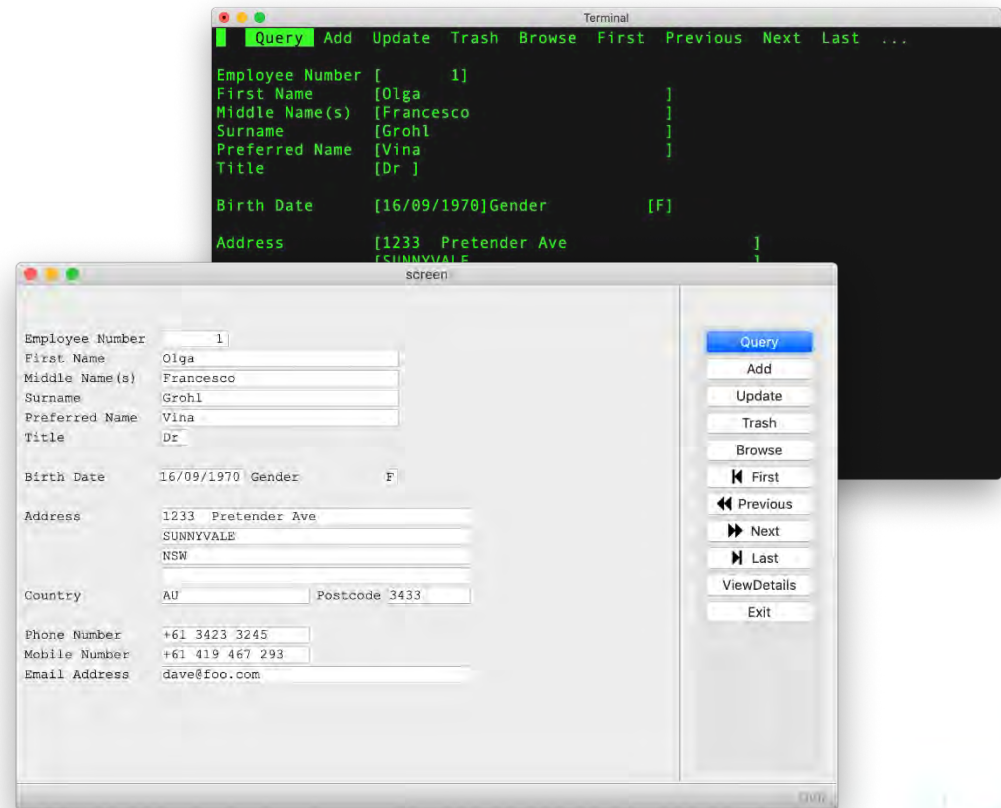 Terminal
Query Add Update Trash Browse First Previous Next Last ...
Employee Number [ 1]
First Name [Olga ]
Middle Name(s) [Francesco ]
Surname [Grohl ]
Preferred Name [Vina ]
Title [Dr ]
Birth Date [16/09/1970]Gender [F]
Address [1233 Pretender Ave ]
[SUNNYVALE ]
screen
Employee Number 1
First Name Olga
Middle Name(s) Francesco
Surname Grohl
Preferred Name Vina
Title Dr
Birth Date 16/09/1970 Gender F
Address 1233 Pretender Ave
SUNNYVALE
NSW
Country AU Postcode 3433
Phone Number +61 3423 3245
Mobile Number +61 419 467 293
Email Address dave@foo.com
Query
Add
Update
Trash
Browse
First
Previous
Next
Last
ViewDetails
Exit
OVR